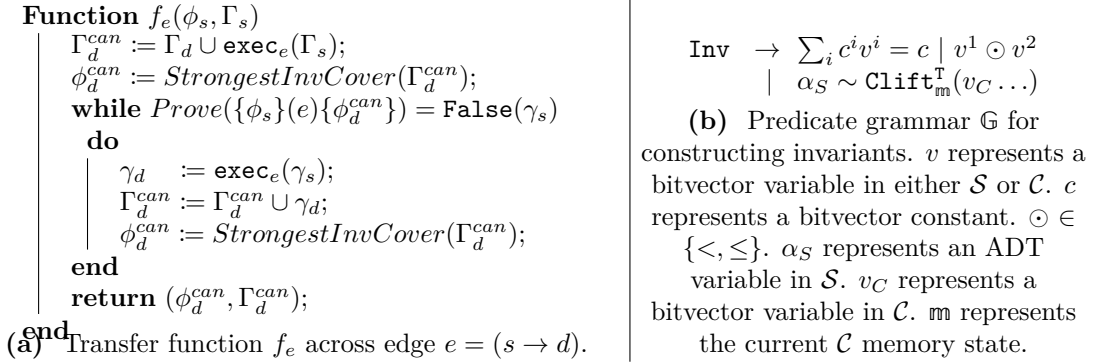 Function f_e(ϕ_s, Γ_s)
Γ_d^can := Γ_d ∪ exec_e(Γ_s);
ϕ_d^can := StrongestInvCover(Γ_d^can);
while Prove({ϕ_s}(e){ϕ_d^can}) = False(γ_s)
do
γ_d := exec_e(γ_s);
Γ_d^can := Γ_d^can ∪ γ_d;
ϕ_d^can := StrongestInvCover(Γ_d^can);
end
return (ϕ_d^can, Γ_d^can);
end
(a) Transfer function f_e across edge e = (s → d).
Inv → ∑_i c^i v^i = c | v^1 ⊙ v^2
| α_S ∼ Clift_𝕞^T(v_C …)
(b) Predicate grammar 𝔾 for
constructing invariants. v represents a
bitvector variable in either 𝒮 or 𝒞. c
represents a bitvector constant. ⊙ ∈
{<, ≤}. α_S represents an ADT
variable in 𝒮. v_C represents a
bitvector variable in 𝒞. 𝕞 represents
the current 𝒞 memory state.